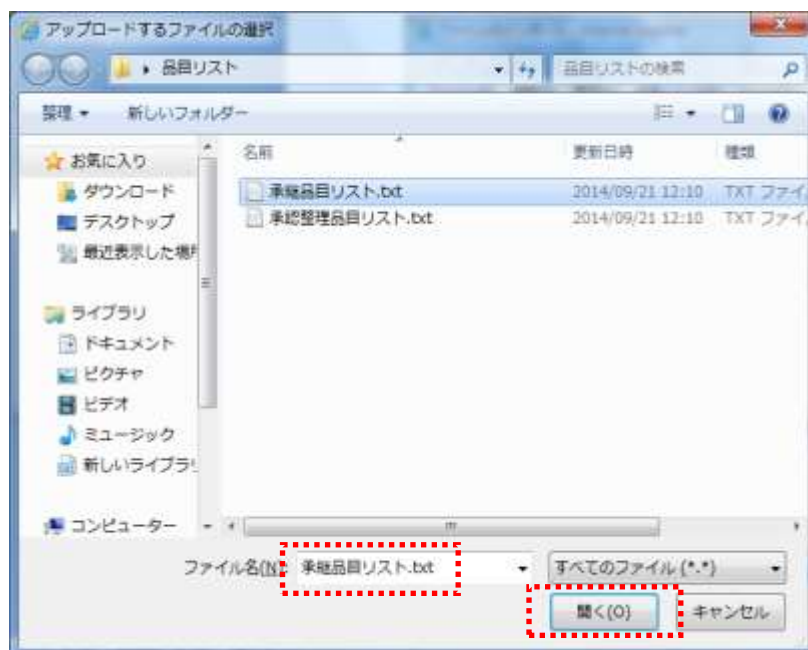 アップロードするファイルの選択
品目リスト
品目リストの検索
整理
新しいフォルダー
名前
更新日時
種類
お気に入り
ダウンロード
デスクトップ
最近表示した場所
ライブラリ
ドキュメント
ピクチャ
ビデオ
ミュージック
新しいライブラリ
コンピューター
承継品目リスト.txt
2014/09/21 12:10
TXT ファイ
承認整理品目リスト.txt
2014/09/21 12:10
TXT ファイ
ファイル名(N):
承継品目リスト.txt
すべてのファイル (*.*)
開く(O)
キャンセル